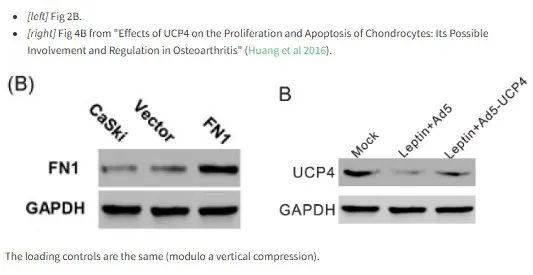 [left] Fig 2B.
[right] Fig 4B from "Effects of UCP4 on the Proliferation and Apoptosis of Chondrocytes: Its Possible
Involvement and Regulation in Osteoarthritis" (Huang et al 2016).
(B)
CaSki
Vector
FN1
FN1
GAPDH
B
Mock
Leptin+Ad5
Leptin+Ad5-UCP4
UCP4
GAPDH
The loading controls are the same (modulo a vertical compression).